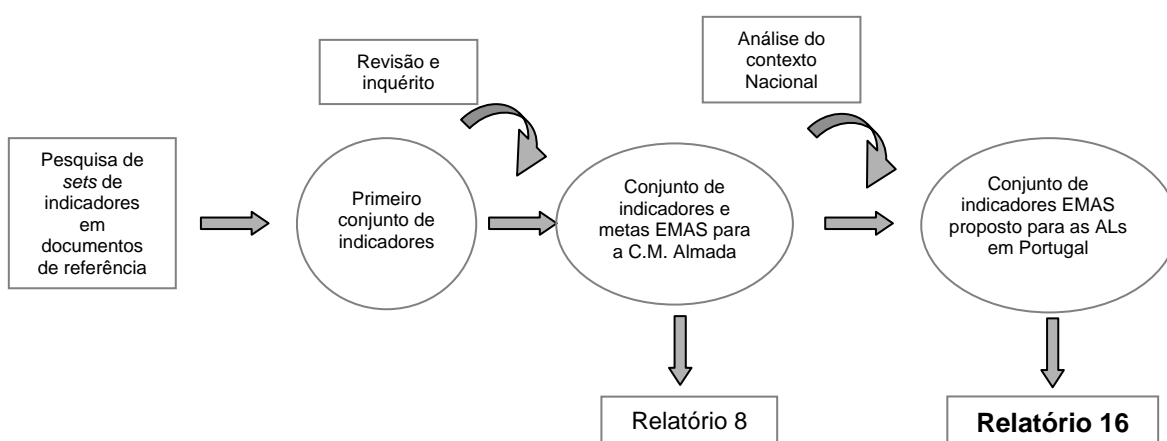 Revisão e
inquérito
Análise do
contexto
Nacional
Pesquisa de
sets de
indicadores
em
documentos
de referência
Primeiro
conjunto de
indicadores
Conjunto de
indicadores e
metas EMAS para
a C.M. Almada
Conjunto de
indicadores EMAS
proposto para as ALs
em Portugal
Relatório 8
Relatório 16